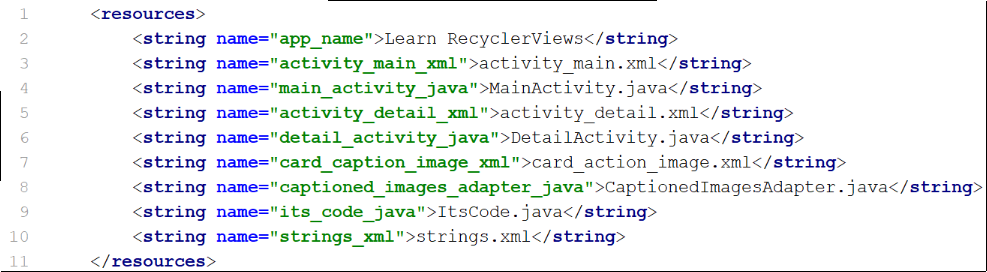 1 <resources>
2 <string name="app_name">Learn RecyclerViews</string>
3 <string name="activity_main_xml">activity_main.xml</string>
4 <string name="main_activity_java">MainActivity.java</string>
5 <string name="activity_detail_xml">activity_detail.xml</string>
6 <string name="detail_activity_java">DetailActivity.java</string>
7 <string name="card_caption_image_xml">card_action_image.xml</string>
8 <string name="captioned_images_adapter_java">CaptionedImagesAdapter.java</string>
9 <string name="its_code_java">ItsCode.java</string>
10 <string name="strings_xml">strings.xml</string>
11 </resources>